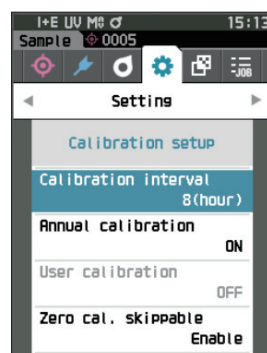 I+E UV M0 ♂ 15:13
Sample 0005
JOB
Setting
Calibration setup
Calibration interval
8(hour)
Annual calibration
ON
User calibration
OFF
Zero cal. skippable
Enable